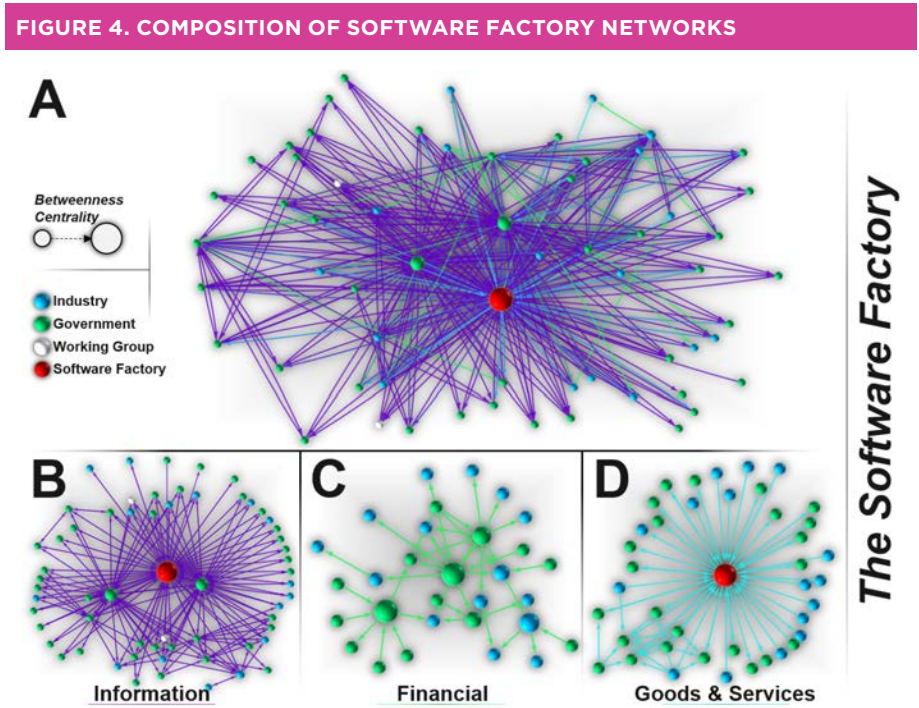 FIGURE 4. COMPOSITION OF SOFTWARE FACTORY NETWORKS
A
Betweenness
Centrality
Industry
Government
Working Group
Software Factory
The Software Factory
B
C
D
Information
Financial
Goods & Services